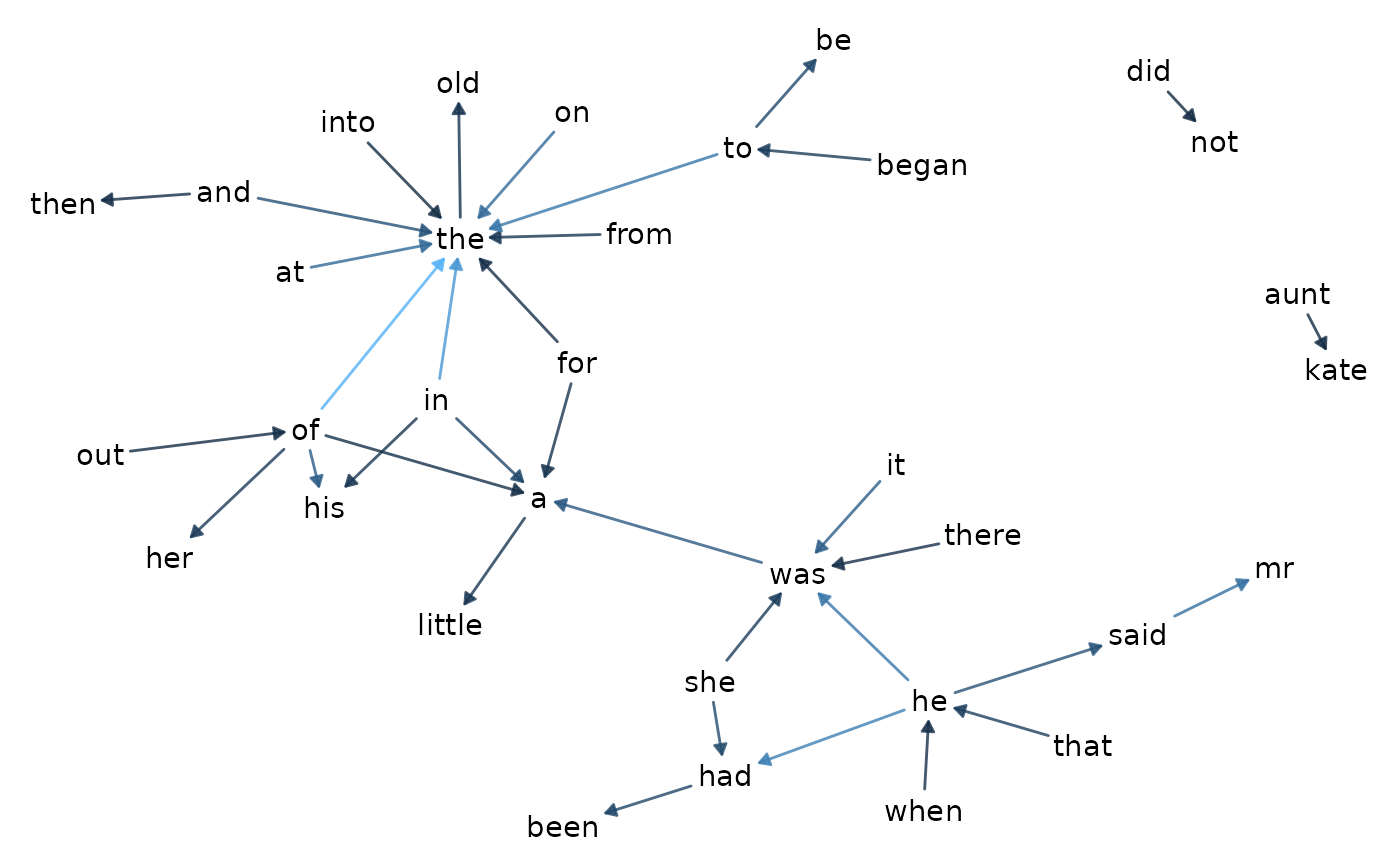 be
did
old
into
on
not
to
began
then
and
the
from
at
aunt
for
kate
in
of
out
it
a
his
there
her
mr
was
little
said
she
he
that
had
when
been